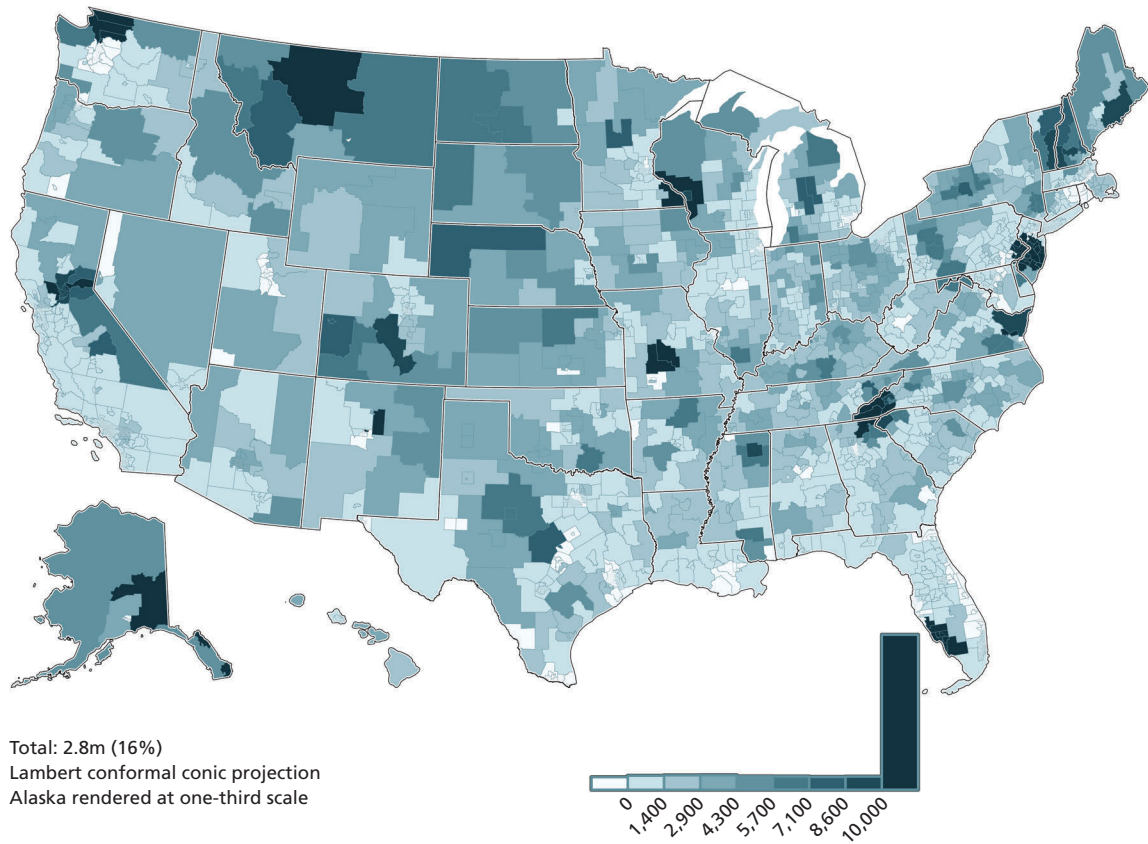 Total: 2.8m (16%)
Lambert conformal conic projection
Alaska rendered at one-third scale
0
1,400
2,900
4,300
5,700
7,100
8,600
10,000